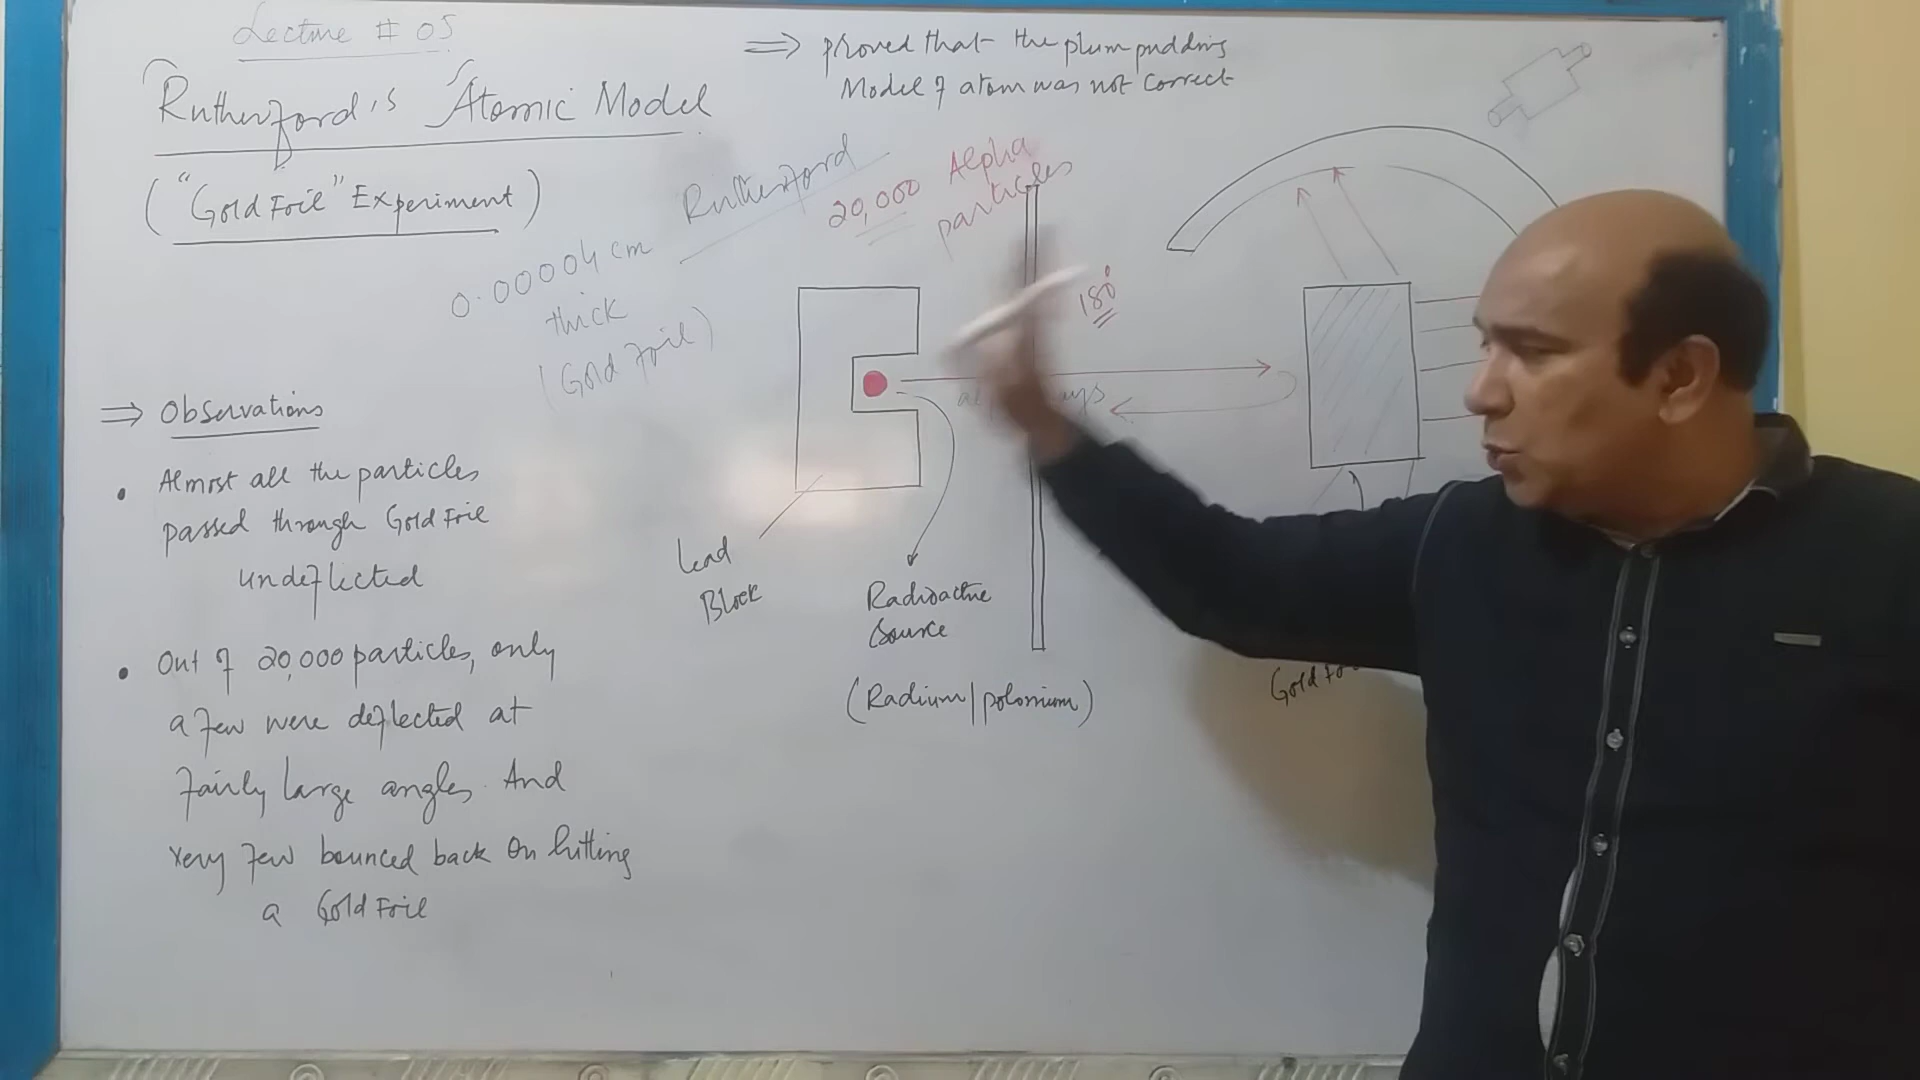 Lecture # 05
Rutherford's Atomic Model
("Gold Foil" Experiment)
⇒ proved that the plum pudding
Model of atom was not correct
Rutherford
20,000 Alpha
particles
0.00004 cm
thick
(Gold Foil)
180°
⇒ Observations
• Almost all the particles
passed through Gold Foil
undeflected
• Out of 20,000 particles, only
a few were deflected at
fairly large angles. And
very few bounced back on hitting
a Gold Foil
Lead
Block
Radioactive
Source
(Radium/polonium)
Gold